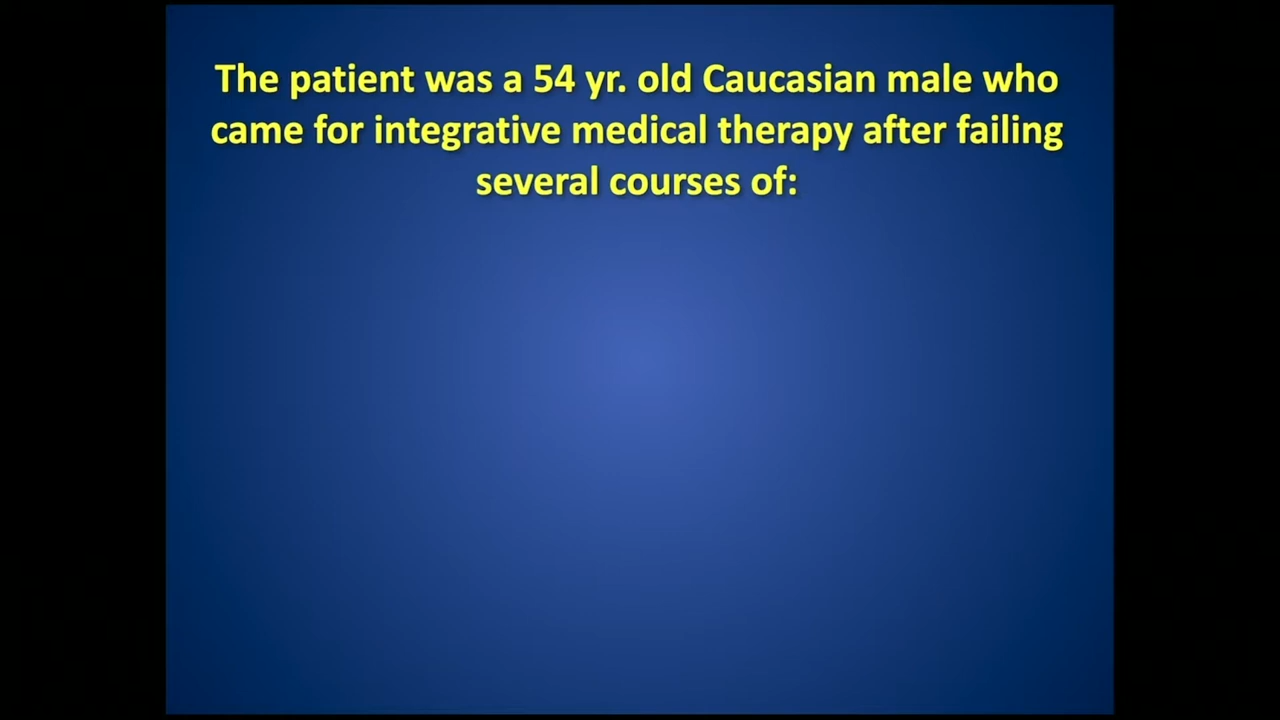 The patient was a 54 yr. old Caucasian male who
came for integrative medical therapy after failing
several courses of: